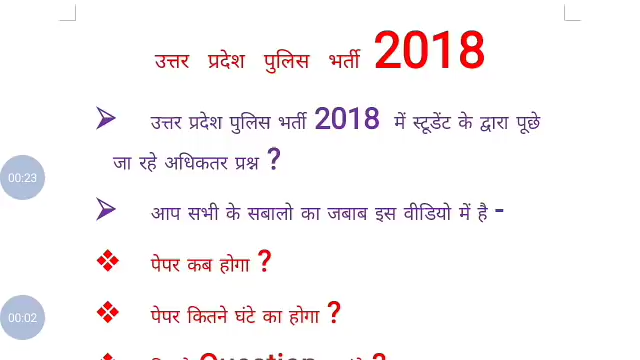 उत्तर प्रदेश पुलिस भर्ती 2018
उत्तर प्रदेश पुलिस भर्ती 2018 में स्टूडेंट के द्वारा पूछे
जा रहे अधिकतर प्रश्न ?
00:23
आप सभी के सबालो का जबाब इस वीडियो में है -
पेपर कब होगा ?
पेपर कितने घंटे का होगा ?
00:02
Question ?